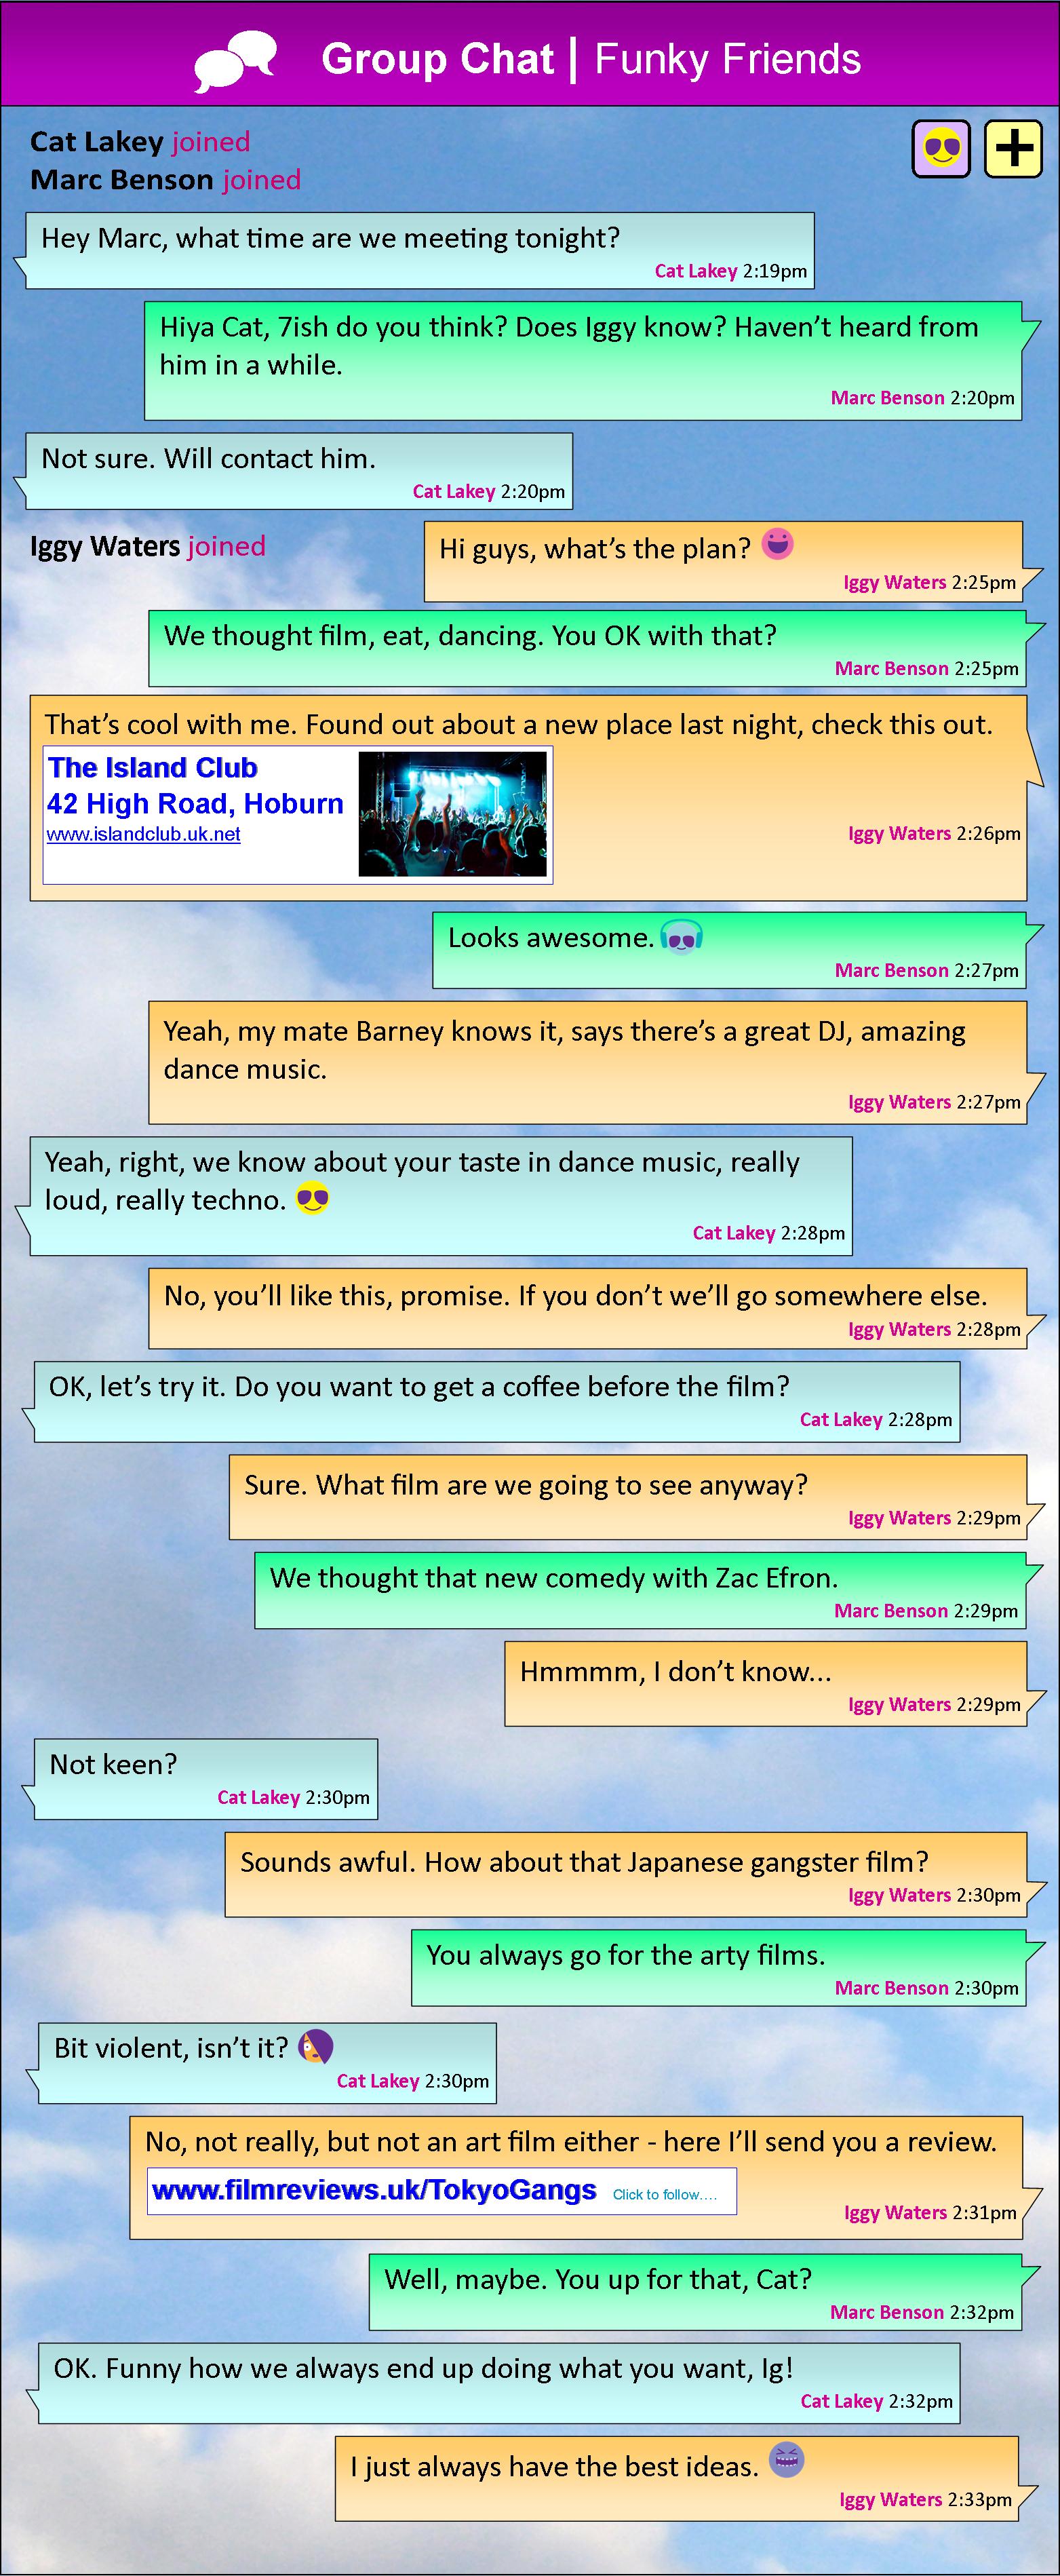 Group Chat | Funky Friends
Cat Lakey joined
Marc Benson joined
Hey Marc, what time are we meeting tonight?
Cat Lakey 2:19pm
Hiya Cat, 7ish do you think? Does Iggy know? Haven’t heard from
him in a while.
Marc Benson 2:20pm
Not sure. Will contact him.
Cat Lakey 2:20pm
Iggy Waters joined
Hi guys, what’s the plan?
Iggy Waters 2:25pm
We thought film, eat, dancing. You OK with that?
Marc Benson 2:25pm
That’s cool with me. Found out about a new place last night, check this out.
The Island Club
42 High Road, Hoburn
www.islandclub.uk.net
Iggy Waters 2:26pm
Looks awesome.
Marc Benson 2:27pm
Yeah, my mate Barney knows it, says there’s a great DJ, amazing
dance music.
Iggy Waters 2:27pm
Yeah, right, we know about your taste in dance music, really
loud, really techno.
Cat Lakey 2:28pm
No, you’ll like this, promise. If you don’t we’ll go somewhere else.
Iggy Waters 2:28pm
OK, let’s try it. Do you want to get a coffee before the film?
Cat Lakey 2:28pm
Sure. What film are we going to see anyway?
Iggy Waters 2:29pm
We thought that new comedy with Zac Efron.
Marc Benson 2:29pm
Hmmmm, I don’t know...
Iggy Waters 2:29pm
Not keen?
Cat Lakey 2:30pm
Sounds awful. How about that Japanese gangster film?
Iggy Waters 2:30pm
You always go for the arty films.
Marc Benson 2:30pm
Bit violent, isn’t it?
Cat Lakey 2:30pm
No, not really, but not an art film either - here I’ll send you a review.
www.filmreviews.uk/TokyoGangs Click to follow....
Iggy Waters 2:31pm
Well, maybe. You up for that, Cat?
Marc Benson 2:32pm
OK. Funny how we always end up doing what you want, Ig!
Cat Lakey 2:32pm
I just always have the best ideas.
Iggy Waters 2:33pm